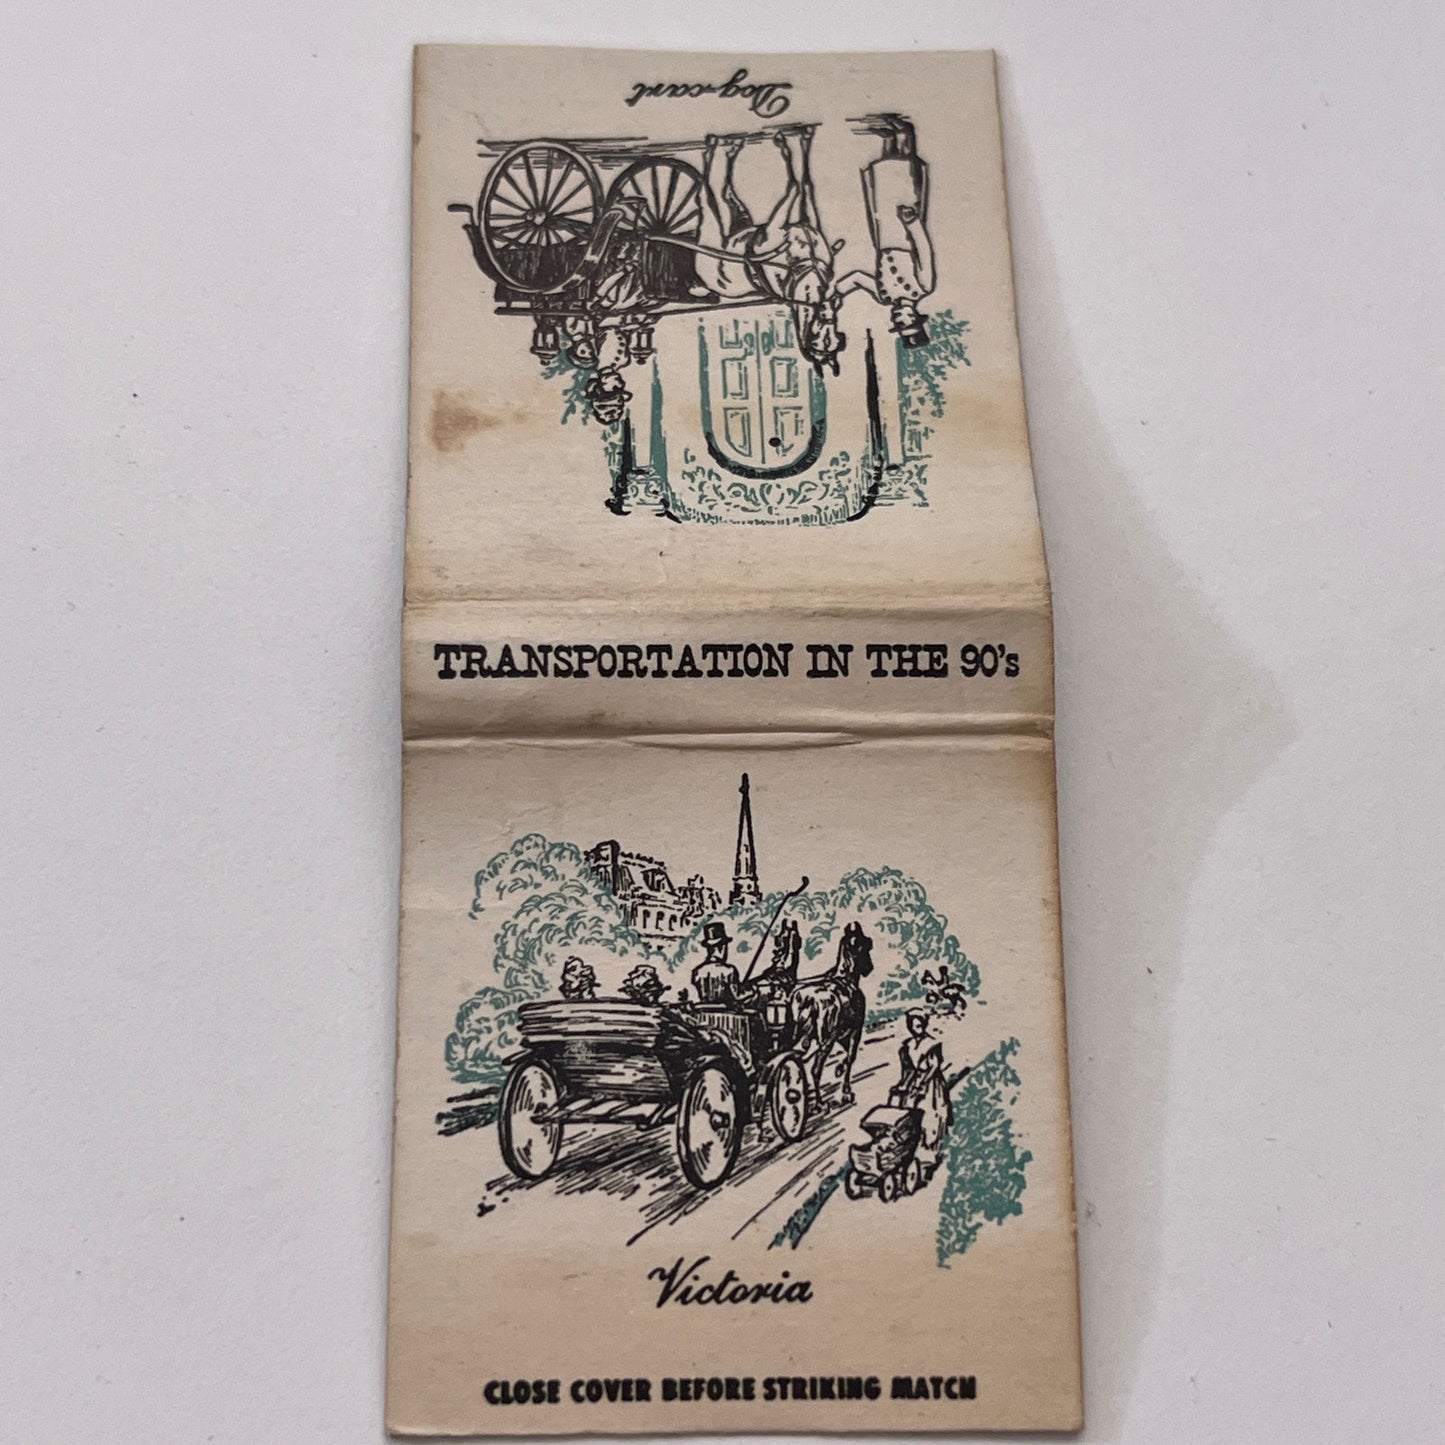 Dog-cart
TRANSPORTATION IN THE 90's
Victoria
CLOSE COVER BEFORE STRIKING MATCH